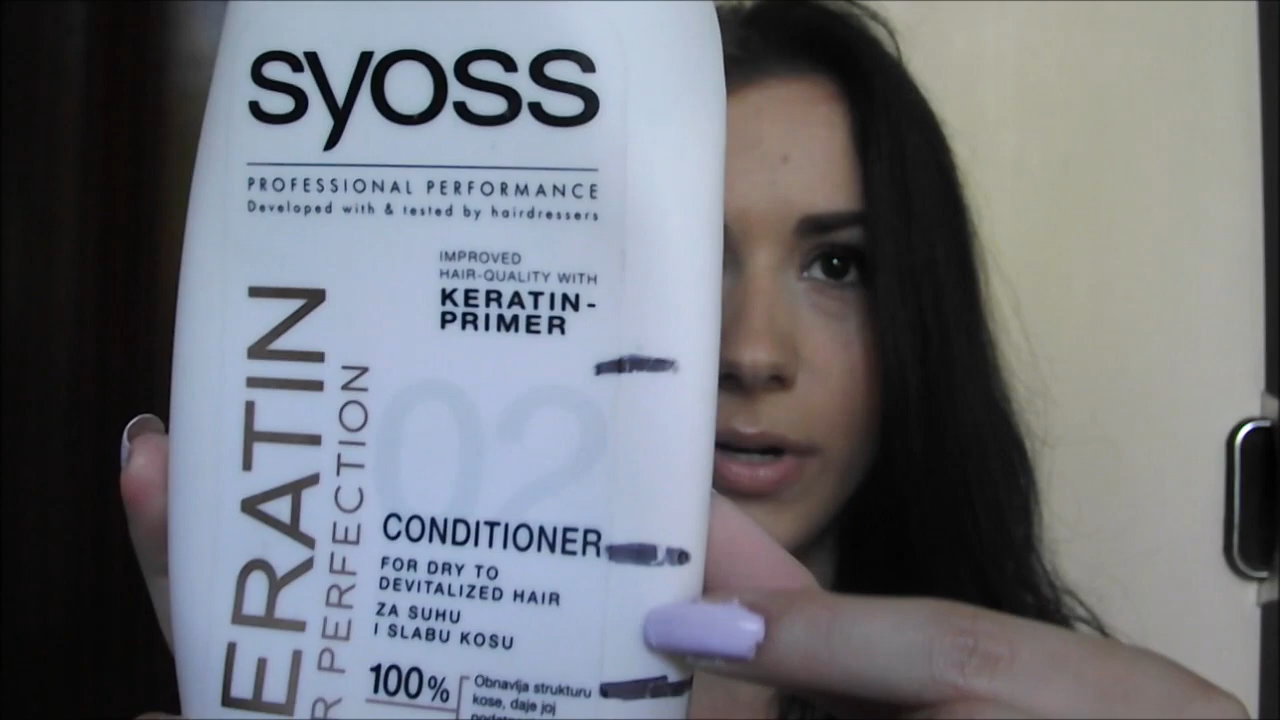 syoss
PROFESSIONAL PERFORMANCE
Developed with & tested by hairdressers
IMPROVED
HAIR-QUALITY WITH
KERATIN-
PRIMER
ERATIN
R PERFECTION
02
CONDITIONER
FOR DRY TO
DEVITALIZED HAIR
ZA SUHU
I SLABU KOSU
100%
Obnavlja strukturu
kose, daje joj